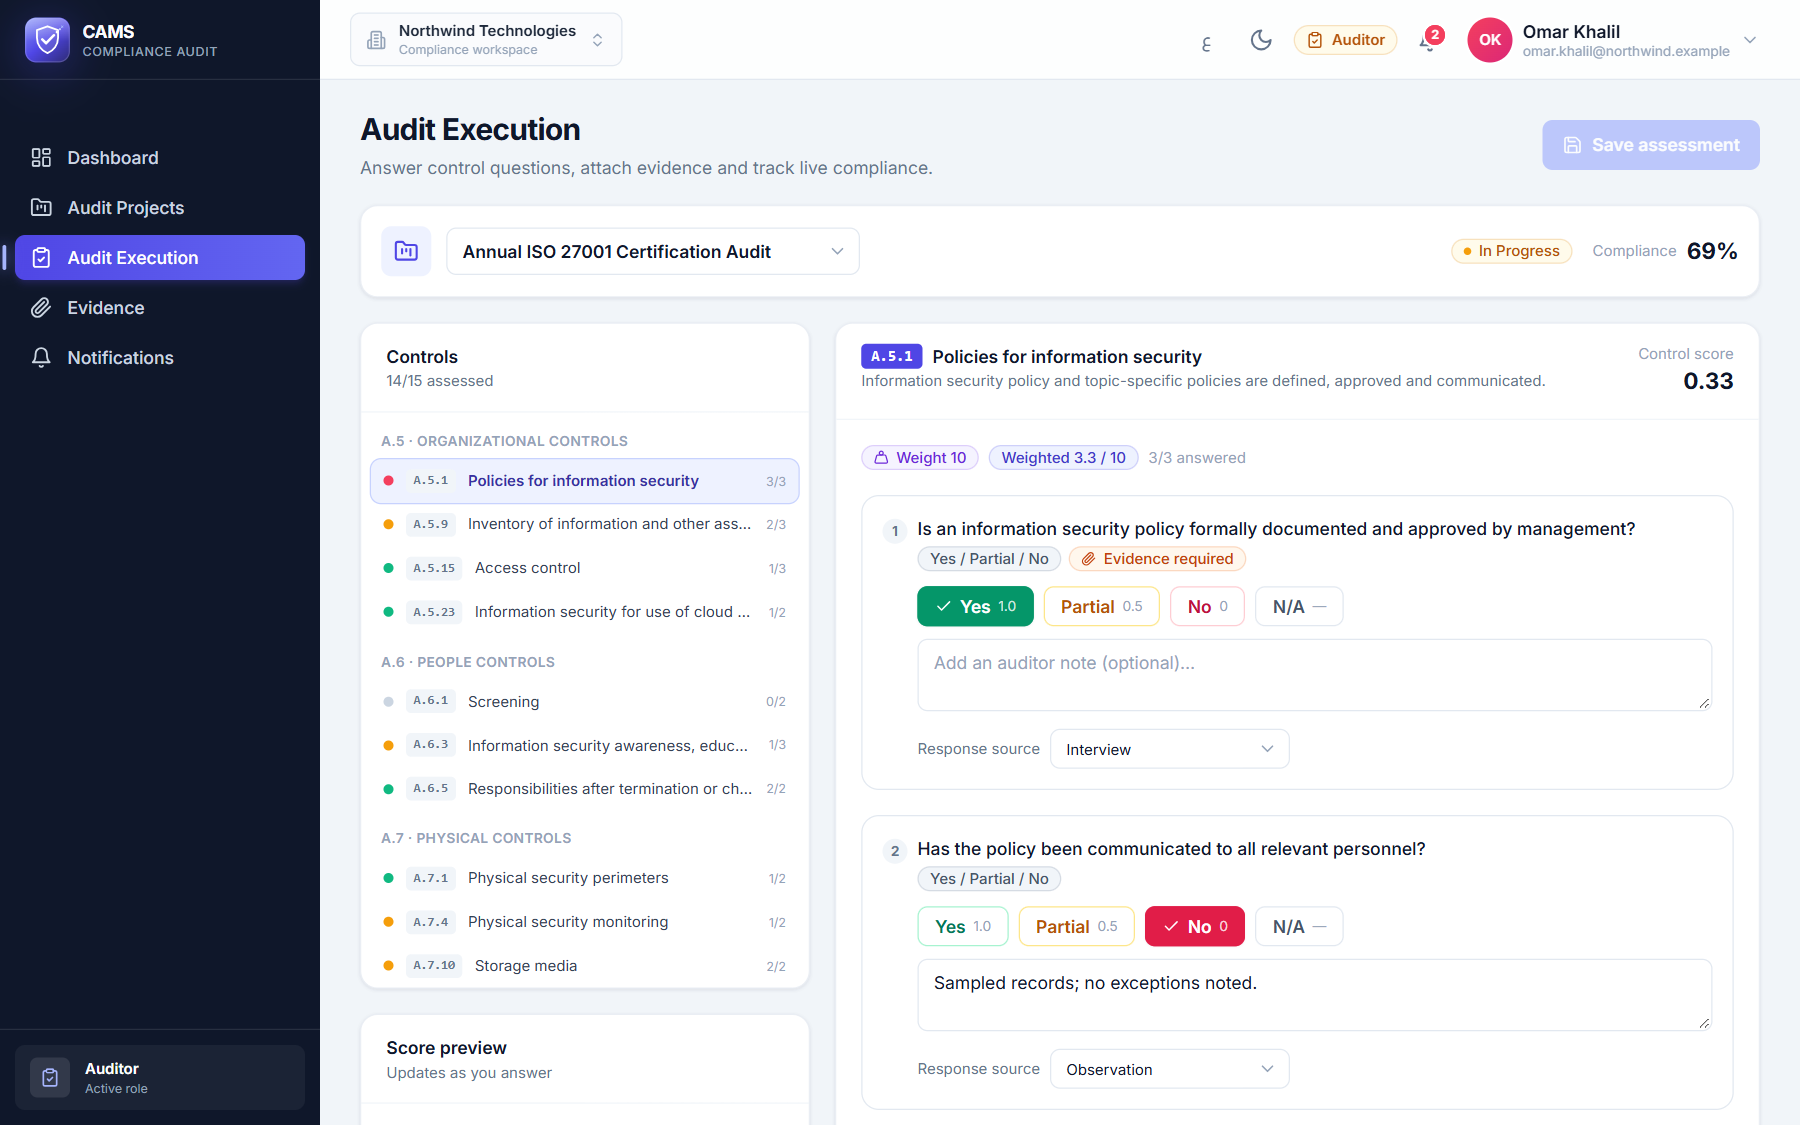 CAMS
COMPLIANCE AUDIT
Dashboard
Audit Projects
Audit Execution
Evidence
Notifications
Auditor
Active role
Northwind Technologies
Compliance workspace
ع
Auditor
2
OK
Omar Khalil
omar.khalil@northwind.example
Audit Execution
Answer control questions, attach evidence and track live compliance.
Save assessment
Annual ISO 27001 Certification Audit
In Progress
Compliance 69%
Controls
14/15 assessed
A.5 · ORGANIZATIONAL CONTROLS
A.5.1 Policies for information security 3/3
A.5.9 Inventory of information and other ass... 2/3
A.5.15 Access control 1/3
A.5.23 Information security for use of cloud ... 1/2
A.6 · PEOPLE CONTROLS
A.6.1 Screening 0/2
A.6.3 Information security awareness, educ... 1/3
A.6.5 Responsibilities after termination or ch... 2/2
A.7 · PHYSICAL CONTROLS
A.7.1 Physical security perimeters 1/2
A.7.4 Physical security monitoring 1/2
A.7.10 Storage media 2/2
Score preview
Updates as you answer
A.5.1 Policies for information security
Information security policy and topic-specific policies are defined, approved and communicated.
Control score
0.33
Weight 10 Weighted 3.3 / 10 3/3 answered
1 Is an information security policy formally documented and approved by management?
Yes / Partial / No Evidence required
Yes 1.0 Partial 0.5 No 0 N/A —
Add an auditor note (optional)...
Response source Interview
2 Has the policy been communicated to all relevant personnel?
Yes / Partial / No
Yes 1.0 Partial 0.5 No 0 N/A —
Sampled records; no exceptions noted.
Response source Observation